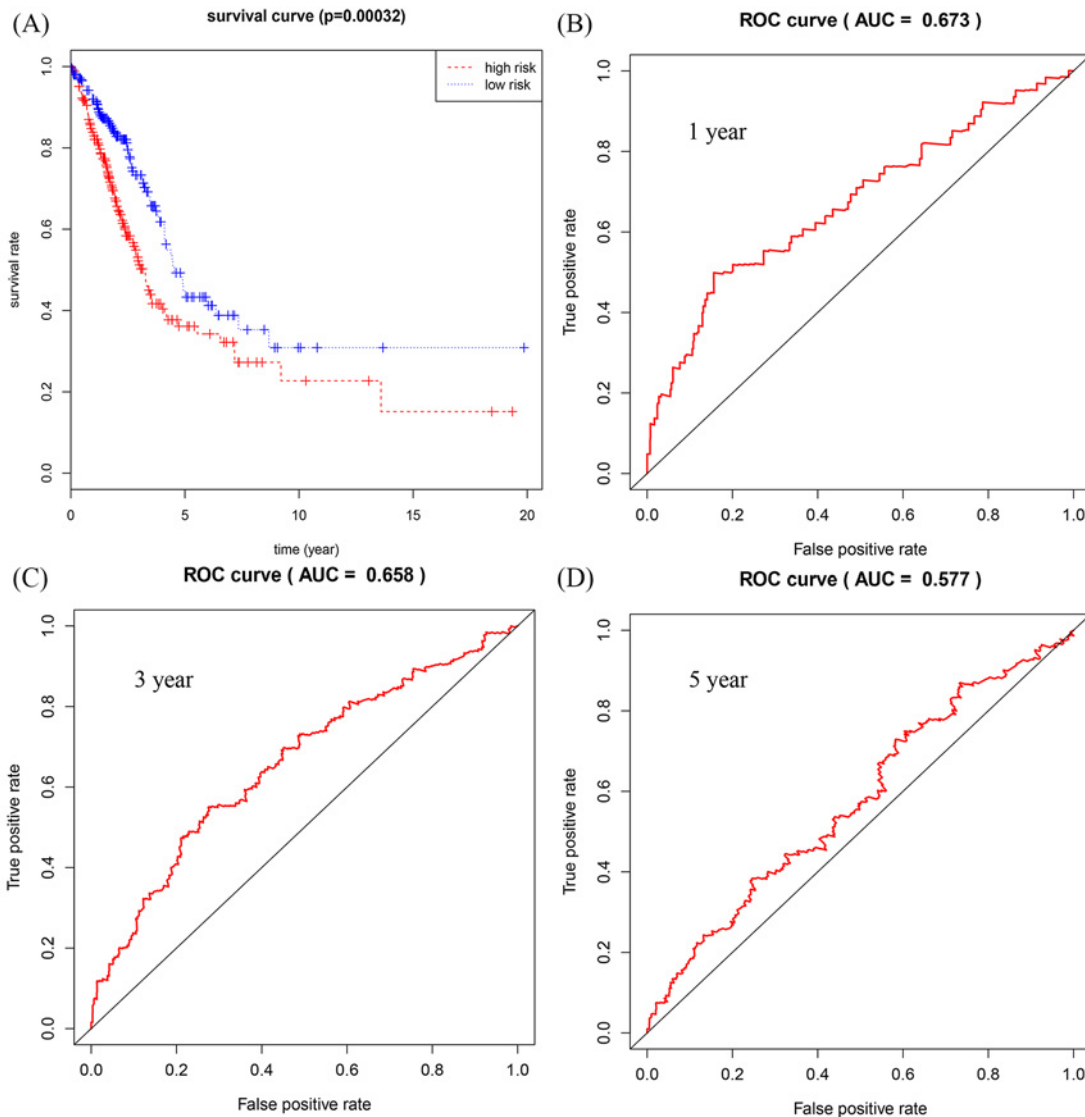 (A)
survival curve (p=0.00032)
high risk
low risk
survival rate
0.0
0.2
0.4
0.6
0.8
1.0
0
5
10
15
20
time (year)
(B)
ROC curve ( AUC = 0.673 )
1 year
True positive rate
0.0
0.2
0.4
0.6
0.8
1.0
0.0
0.2
0.4
0.6
0.8
1.0
False positive rate
(C)
ROC curve ( AUC = 0.658 )
3 year
True positive rate
0.0
0.2
0.4
0.6
0.8
1.0
0.0
0.2
0.4
0.6
0.8
1.0
False positive rate
(D)
ROC curve ( AUC = 0.577 )
5 year
True positive rate
0.0
0.2
0.4
0.6
0.8
1.0
0.0
0.2
0.4
0.6
0.8
1.0
False positive rate